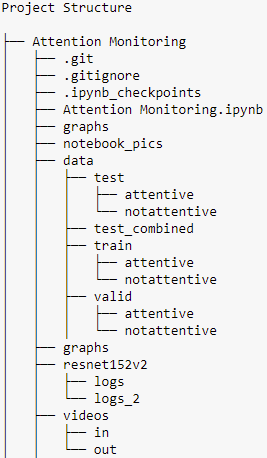 Project Structure
├── Attention Monitoring
│   ├── .git
│   ├── .gitignore
│   ├── .ipynb_checkpoints
│   ├── Attention Monitoring.ipynb
│   ├── graphs
│   ├── notebook_pics
│   ├── data
│   │   ├── test
│   │   │   ├── attentive
│   │   │   └── notattentive
│   │   ├── test_combined
│   │   ├── train
│   │   │   ├── attentive
│   │   │   └── notattentive
│   │   ├── valid
│   │   │   ├── attentive
│   │   │   └── notattentive
│   ├── graphs
│   ├── resnet152v2
│   │   ├── logs
│   │   └── logs_2
│   ├── videos
│   │   ├── in
│   │   └── out